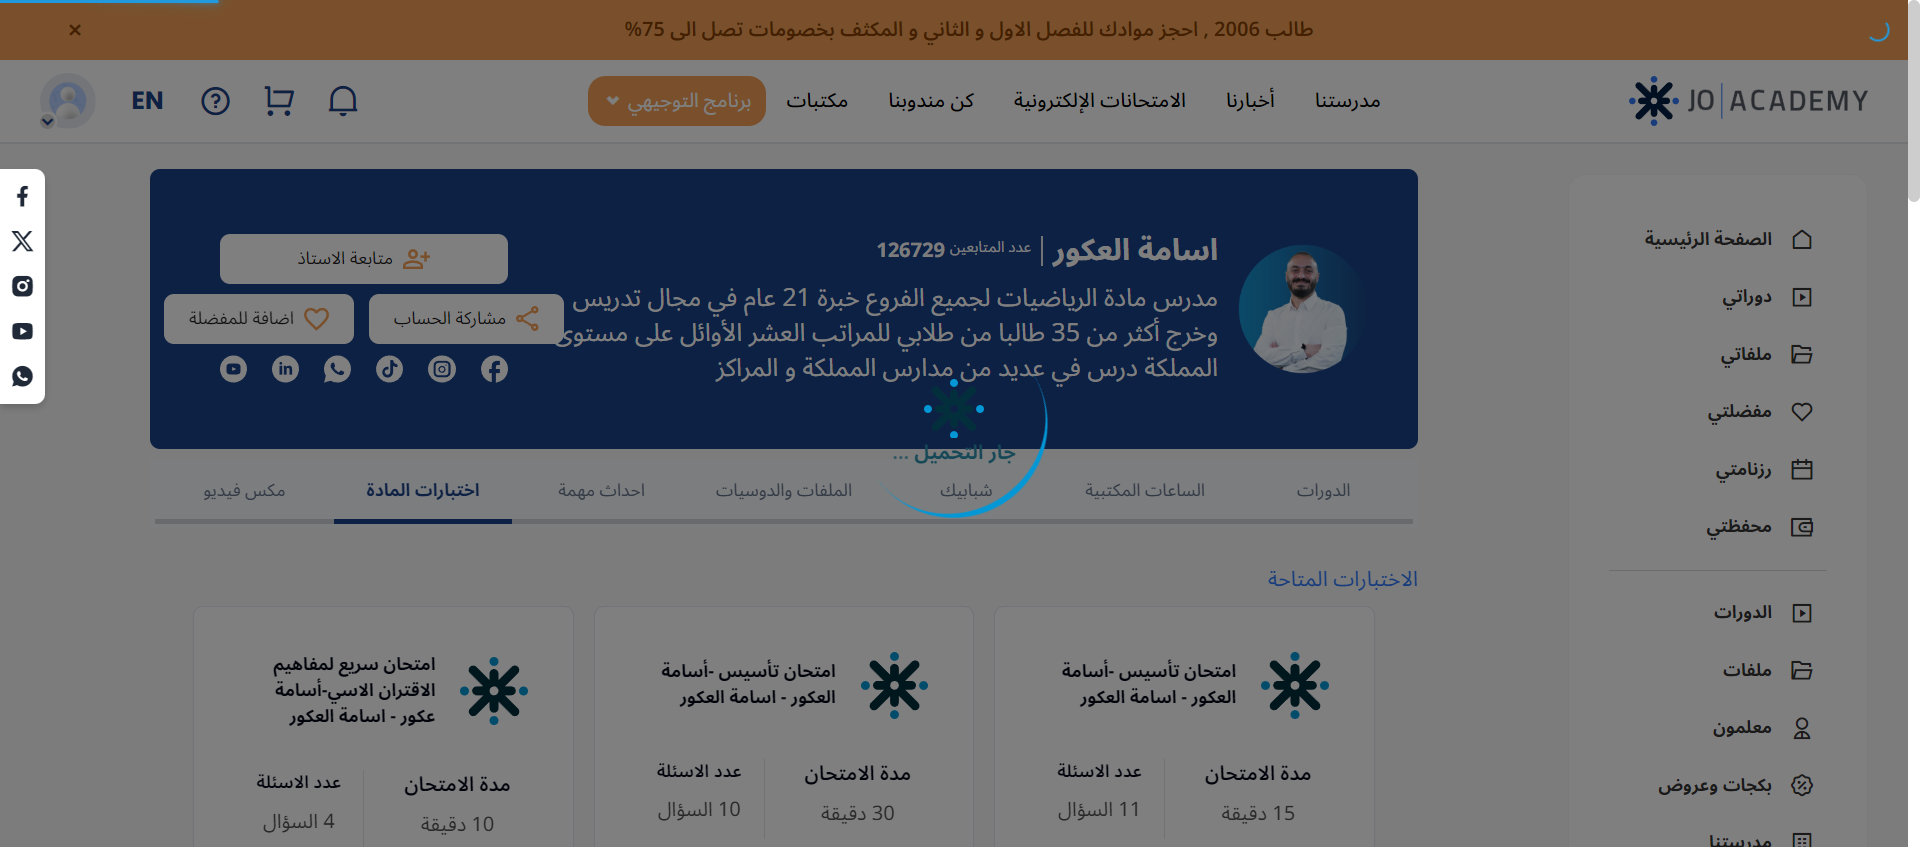 طالب 2006 , احجز موادك للفصل الاول و الثاني و المكثف بخصومات تصل الى 75%
×
JO ACADEMY
مدرستنا
أخبارنا
الامتحانات الإلكترونية
كن مندوبنا
مكتبات
برنامج التوجيهي
EN
الصفحة الرئيسية
دوراتي
ملفاتي
مفضلتي
رزنامتي
محفظتي
الدورات
ملفات
معلمون
بكجات وعروض
مدرستنا
اسامة العكور
عدد المتابعين 126729
مدرس مادة الرياضيات لجميع الفروع خبرة 21 عام في مجال تدريس
وخرج أكثر من 35 طالبا من طلابي للمراتب العشر الأوائل على مستوى
المملكة درس في عديد من مدارس المملكة و المراكز
متابعة الاستاذ
مشاركة الحساب
اضافة للمفضلة
جار التحميل ...
الدورات
الساعات المكتبية
شبابيك
الملفات والدوسيات
احداث مهمة
اختبارات المادة
مكس فيديو
الاختبارات المتاحة
امتحان تأسيس -أسامة
العكور - اسامة العكور
مدة الامتحان
15 دقيقة
عدد الاسئلة
11 السؤال
امتحان تأسيس -أسامة
العكور - اسامة العكور
مدة الامتحان
30 دقيقة
عدد الاسئلة
10 السؤال
امتحان سريع لمفاهيم
الاقتران الاسي-أسامة
عكور - اسامة العكور
مدة الامتحان
10 دقيقة
عدد الاسئلة
4 السؤال